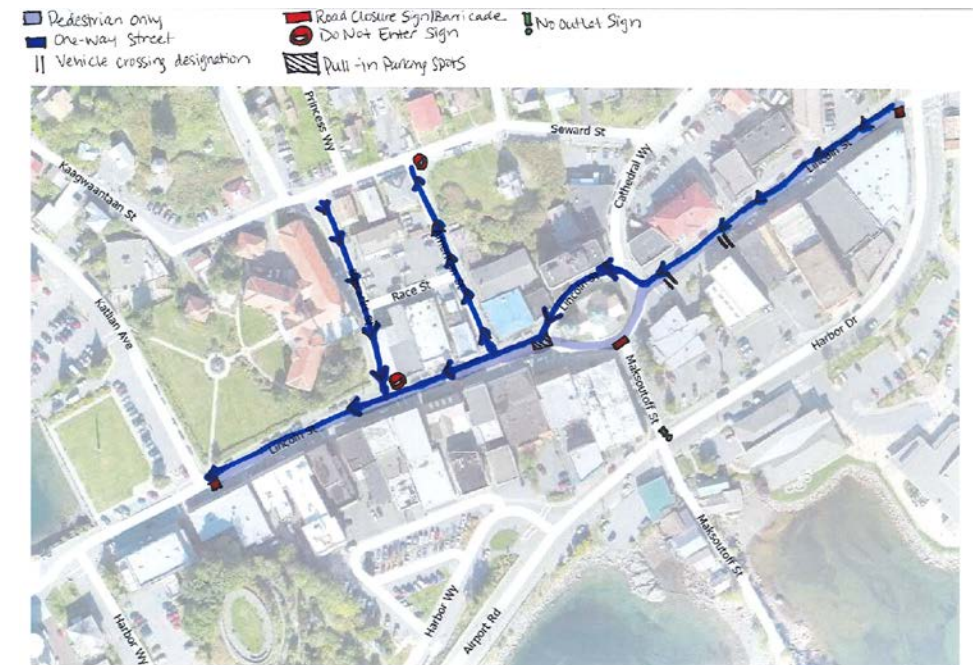 Pedestrian only
One-way Street
Vehicle crossing designation
Road Closure Sign/Barricade
Do Not Enter Sign
Pull-in Parking Spots
No outlet Sign
Princess Wy
Seward St
Cathedral Wy
Lincoln St
Kaagwaantaan St
Katlian Ave
Race St
Lincoln St
Harbor Dr
Maksoutoff St
Lincoln St
Maksoutoff St
Harbor Wy
Harbor Wy
Airport Rd